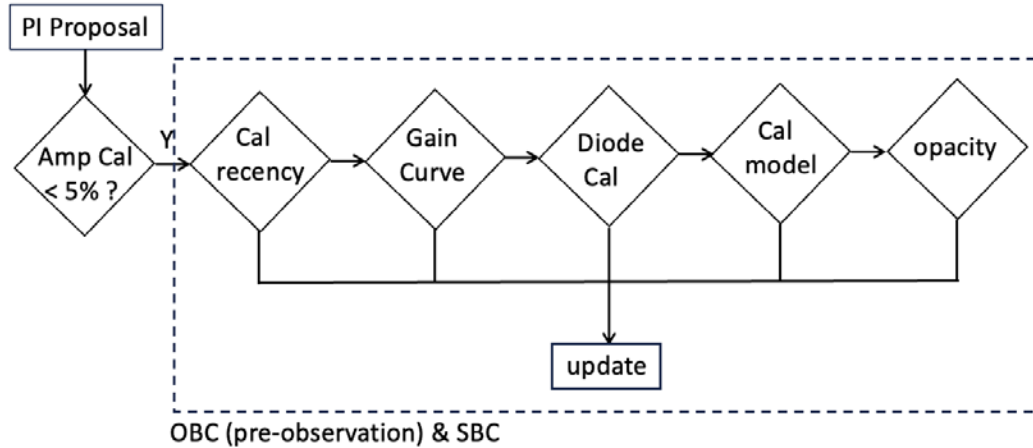 PI Proposal
Amp Cal
< 5% ?
Y
Cal
recency
Gain
Curve
Diode
Cal
Cal
model
opacity
update
OBC (pre-observation) & SBC